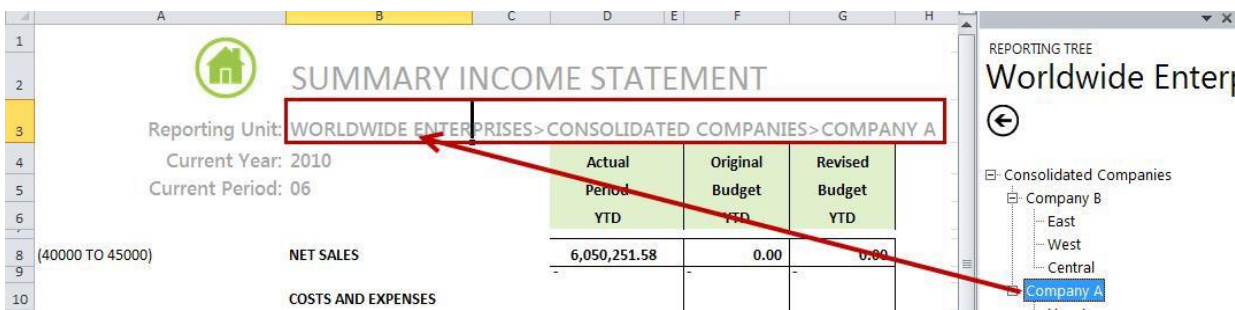 A B C D E F G H
1
2 SUMMARY INCOME STATEMENT
3 Reporting Unit: WORLDWIDE ENTERPRISES>CONSOLIDATED COMPANIES>COMPANY A
4 Current Year: 2010 Actual Original Revised
5 Current Period: 06 Period Budget Budget
6 YTD YTD YTD
8 (40000 TO 45000) NET SALES 6,050,251.58 0.00 0.00
9 - - -
10 COSTS AND EXPENSES
REPORTING TREE
Worldwide Enterp
Consolidated Companies
Company B
East
West
Central
Company A